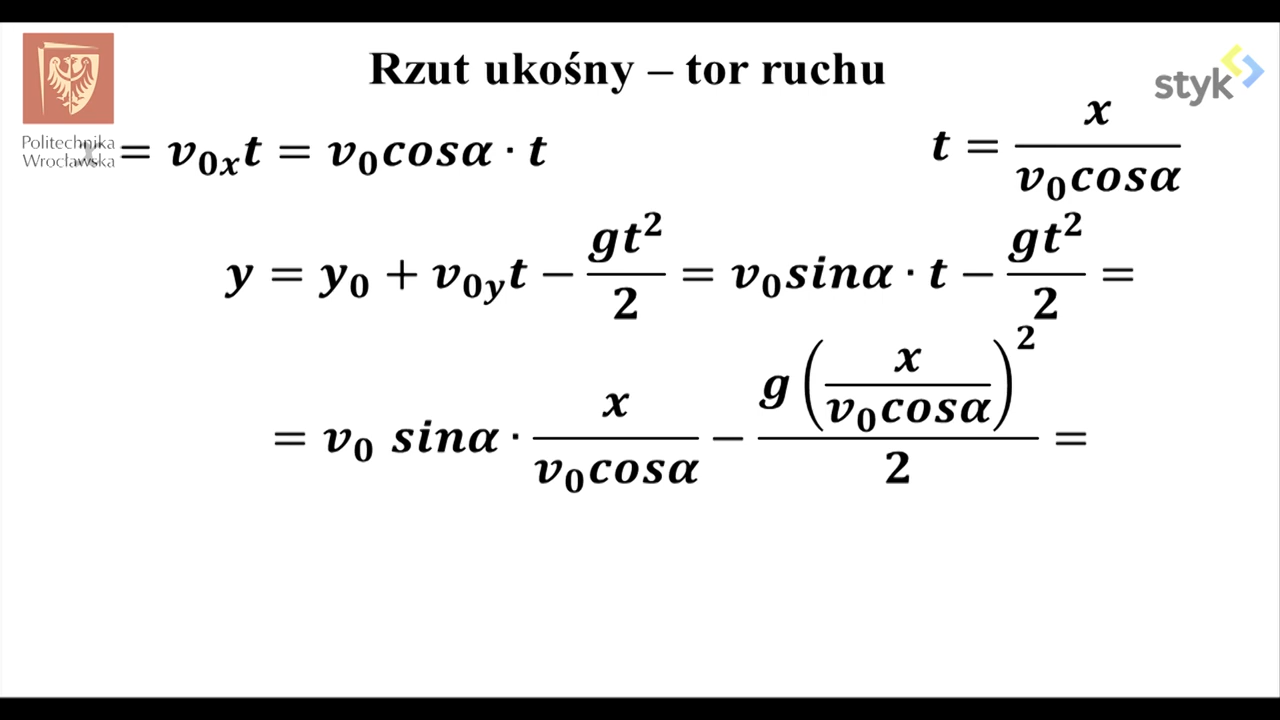 Rzut ukośny – tor ruchu
styk
Politechnika
Wrocławska
x = v₀ₓt = v₀cosα · t
t = x / (v₀cosα)
y = y₀ + v₀ᵧt − gt²/2 = v₀sinα · t − gt²/2 =
= v₀ sinα · x/(v₀cosα) − g(x/(v₀cosα))²/2 =